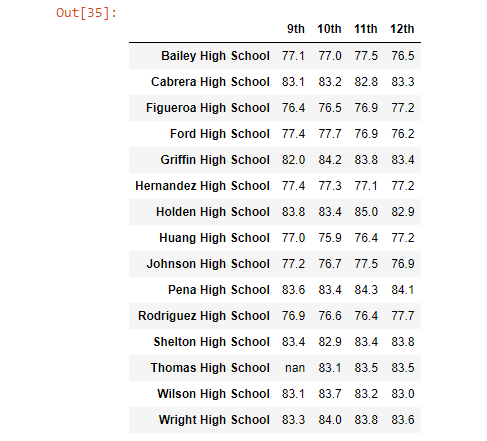 Out[35]:
9th 10th 11th 12th
Bailey High School 77.1 77.0 77.5 76.5
Cabrera High School 83.1 83.2 82.8 83.3
Figueroa High School 76.4 76.5 76.9 77.2
Ford High School 77.4 77.7 76.9 76.2
Griffin High School 82.0 84.2 83.8 83.4
Hernandez High School 77.4 77.3 77.1 77.2
Holden High School 83.8 83.4 85.0 82.9
Huang High School 77.0 75.9 76.4 77.2
Johnson High School 77.2 76.7 77.5 76.9
Pena High School 83.6 83.4 84.3 84.1
Rodriguez High School 76.9 76.6 76.4 77.7
Shelton High School 83.4 82.9 83.4 83.8
Thomas High School nan 83.1 83.5 83.5
Wilson High School 83.1 83.7 83.2 83.0
Wright High School 83.3 84.0 83.8 83.6